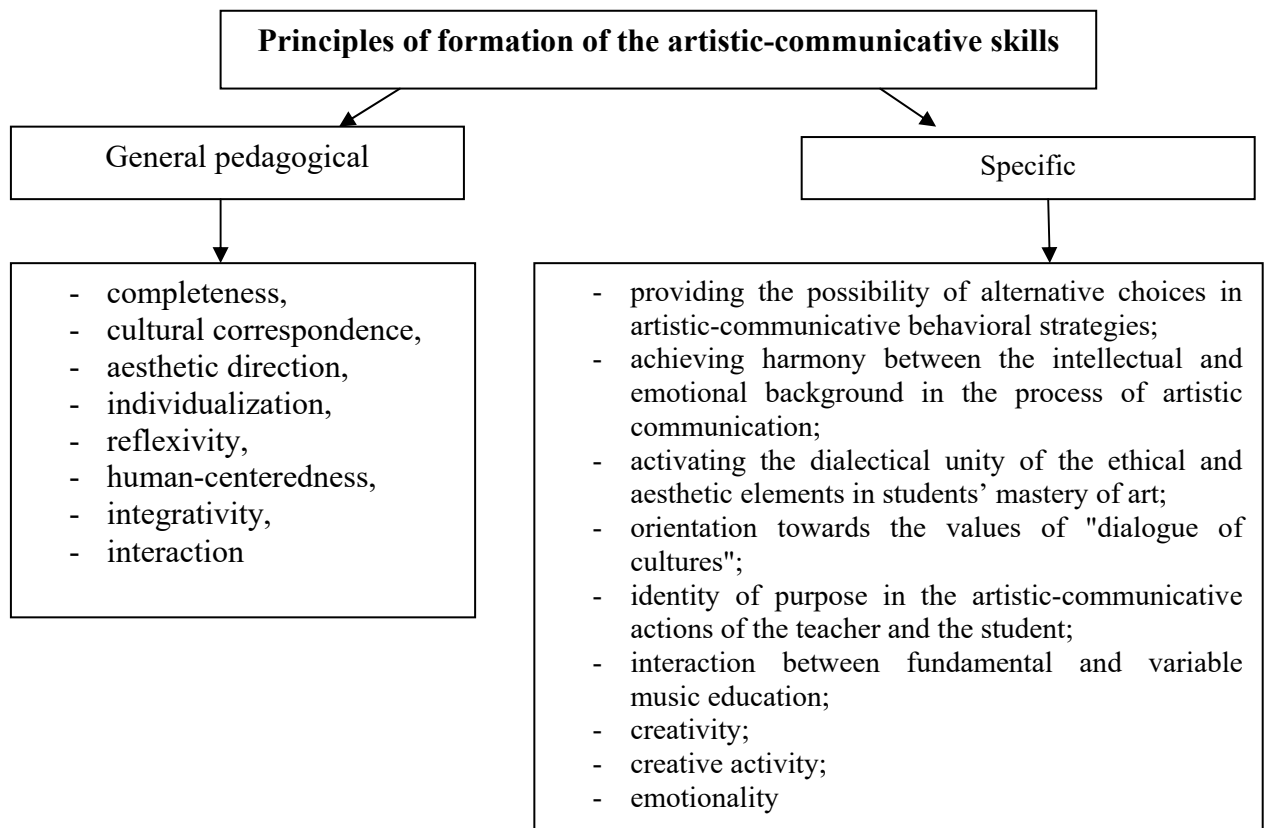 Principles of formation of the artistic-communicative skills
General pedagogical
Specific
- completeness,
- cultural correspondence,
- aesthetic direction,
- individualization,
- reflexivity,
- human-centeredness,
- integrativity,
- interaction
- providing the possibility of alternative choices in
artistic-communicative behavioral strategies;
- achieving harmony between the intellectual and
emotional background in the process of artistic
communication;
- activating the dialectical unity of the ethical and
aesthetic elements in students’ mastery of art;
- orientation towards the values of "dialogue of
cultures";
- identity of purpose in the artistic-communicative
actions of the teacher and the student;
- interaction between fundamental and variable
music education;
- creativity;
- creative activity;
- emotionality